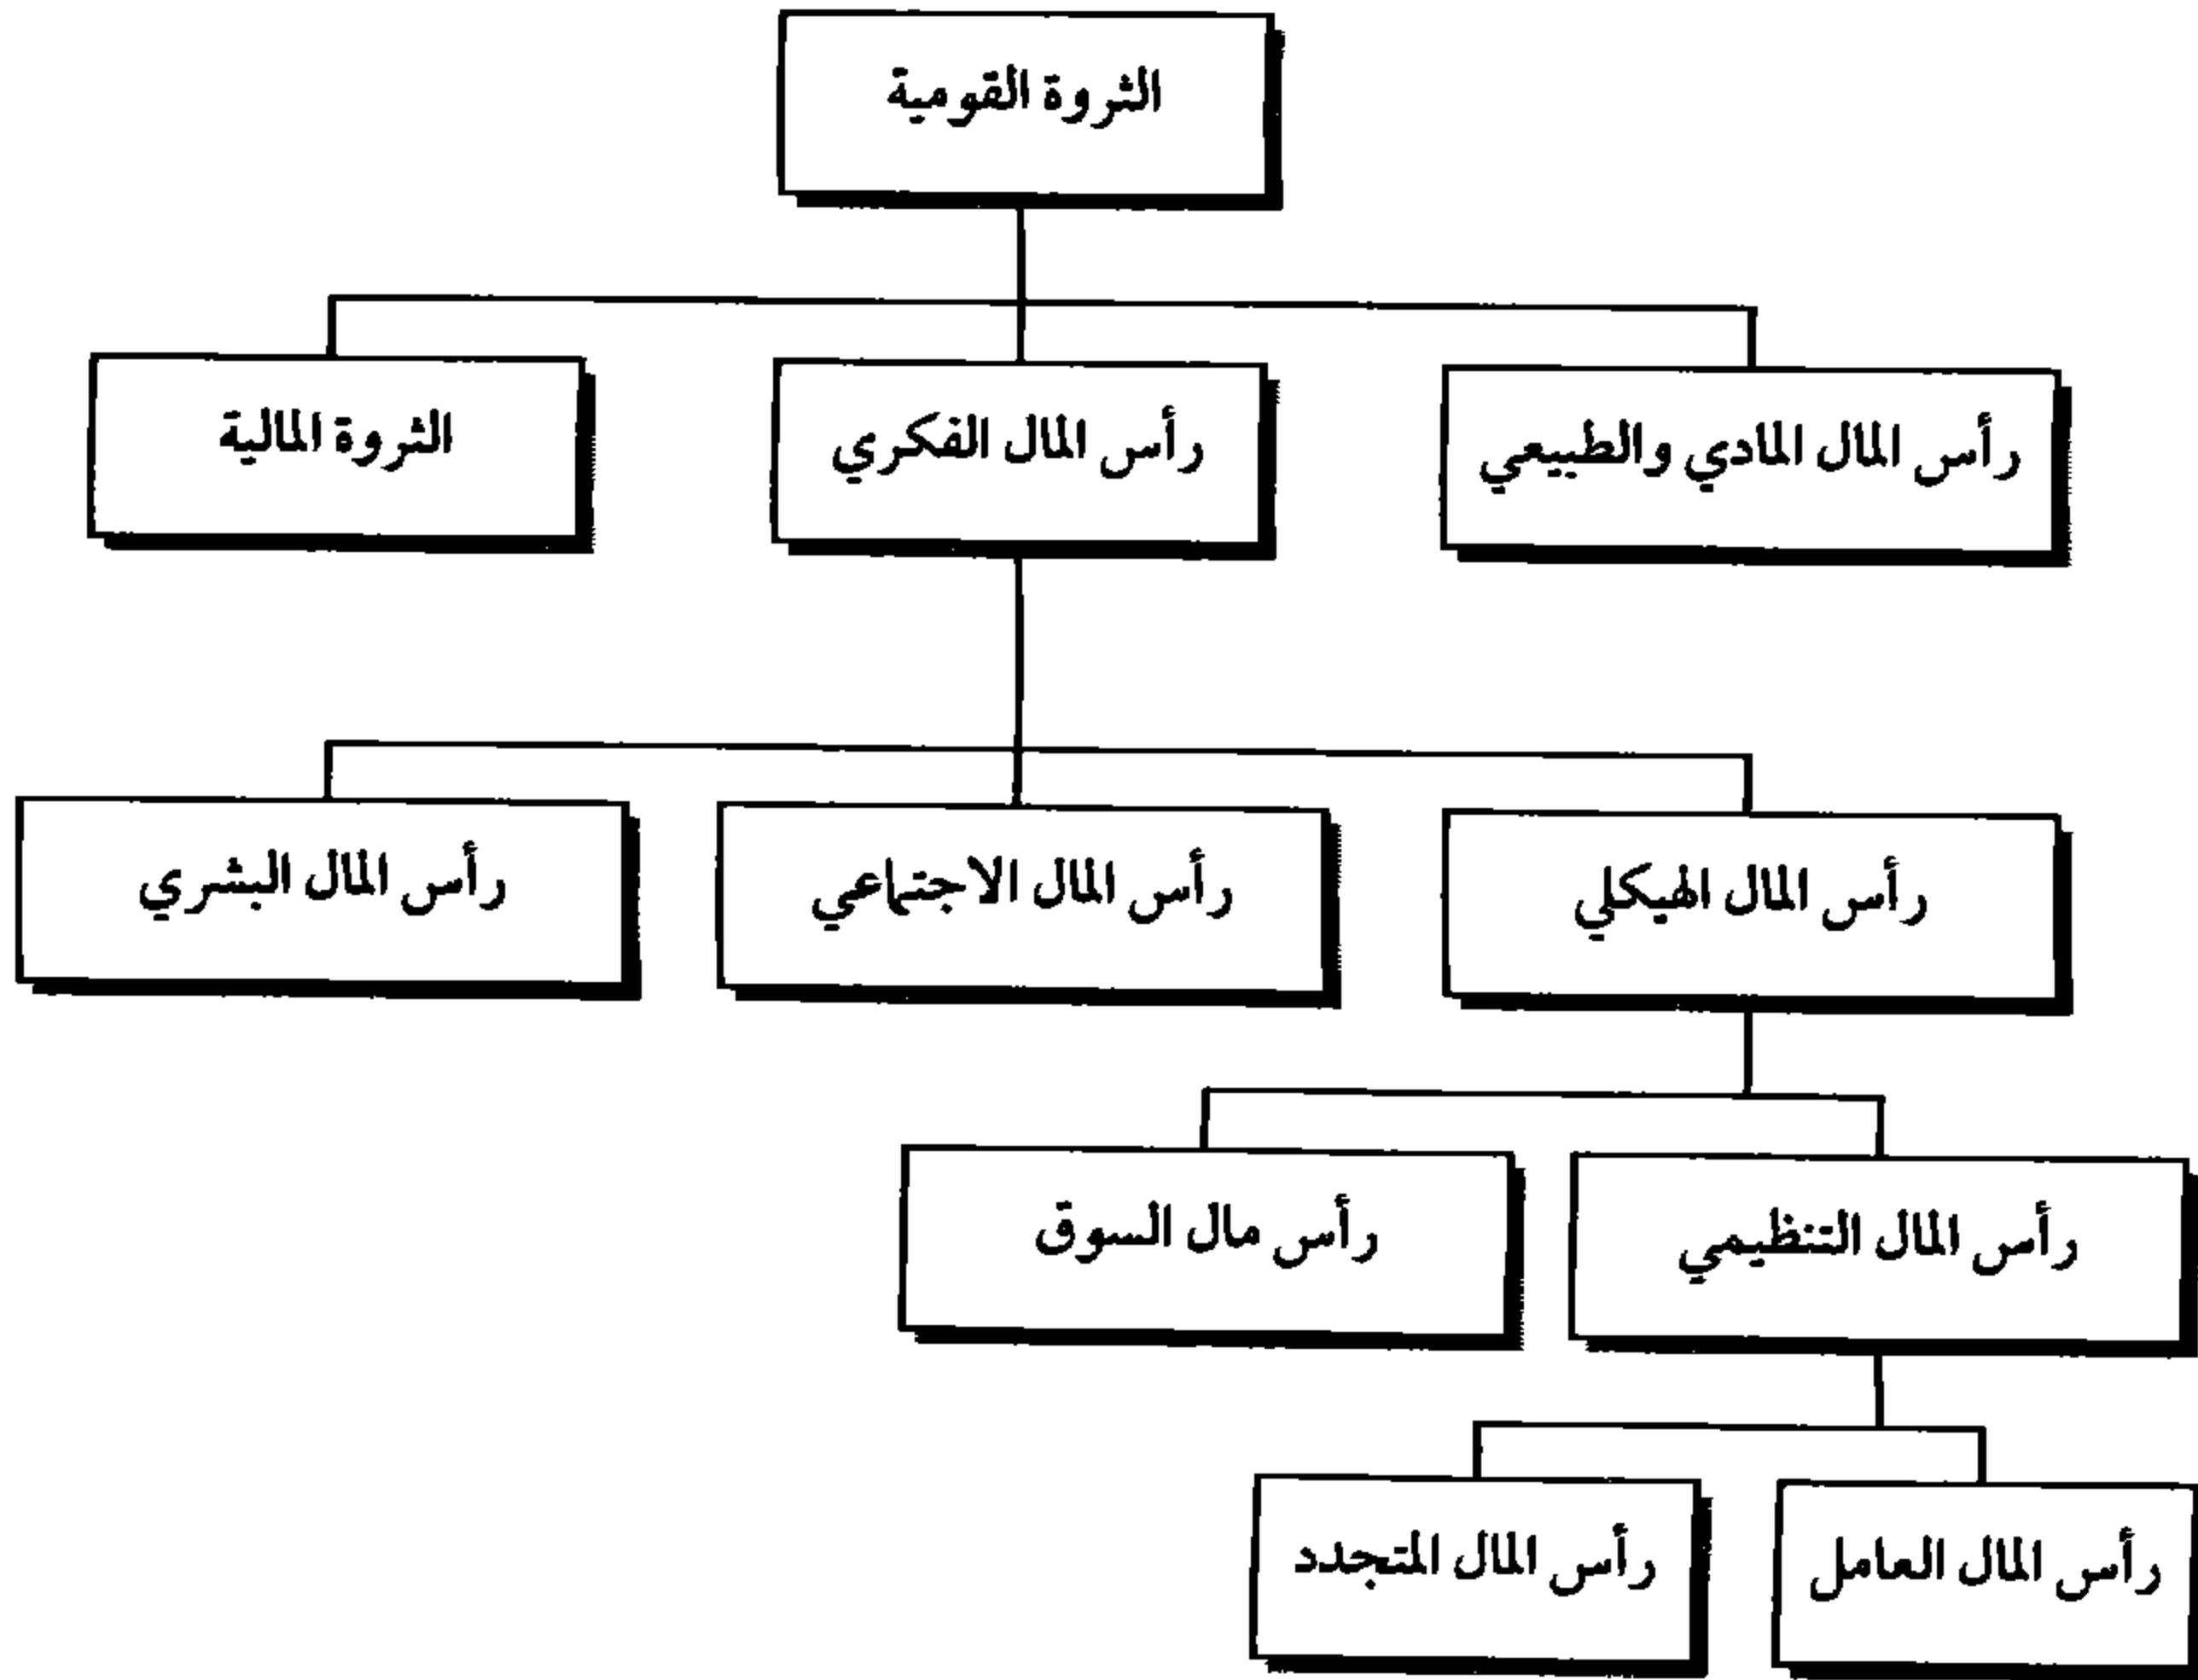 الثروة القومية
رأس المال المادي والطبيعي
رأس المال الفكري
الثروة المالية
رأس المال الهيكلي
رأس المال الاجتماعي
رأس المال البشري
رأس المال التنظيمي
رأس مال السوق
رأس المال العامل
رأس المال المتجدد